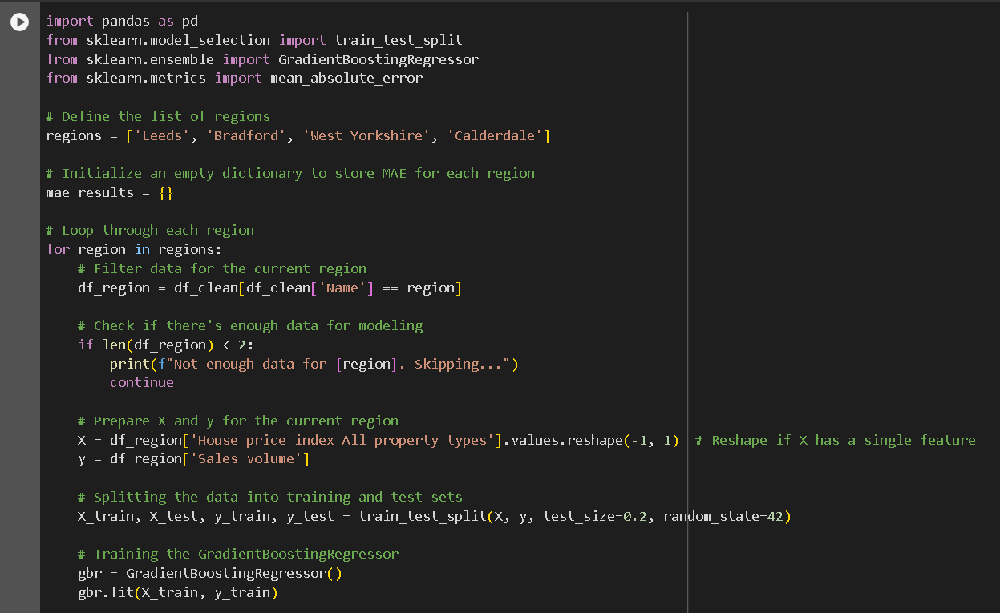 import pandas as pd
from sklearn.model_selection import train_test_split
from sklearn.ensemble import GradientBoostingRegressor
from sklearn.metrics import mean_absolute_error
# Define the list of regions
regions = ['Leeds', 'Bradford', 'West Yorkshire', 'Calderdale']
# Initialize an empty dictionary to store MAE for each region
mae_results = {}
# Loop through each region
for region in regions:
    # Filter data for the current region
    df_region = df_clean[df_clean['Name'] == region]
    # Check if there's enough data for modeling
    if len(df_region) < 2:
        print(f"Not enough data for {region}. Skipping...")
        continue
    # Prepare X and y for the current region
    X = df_region['House price index All property types'].values.reshape(-1, 1)  # Reshape if X has a single feature
    y = df_region['Sales volume']
    # Splitting the data into training and test sets
    X_train, X_test, y_train, y_test = train_test_split(X, y, test_size=0.2, random_state=42)
    # Training the GradientBoostingRegressor
    gbr = GradientBoostingRegressor()
    gbr.fit(X_train, y_train)